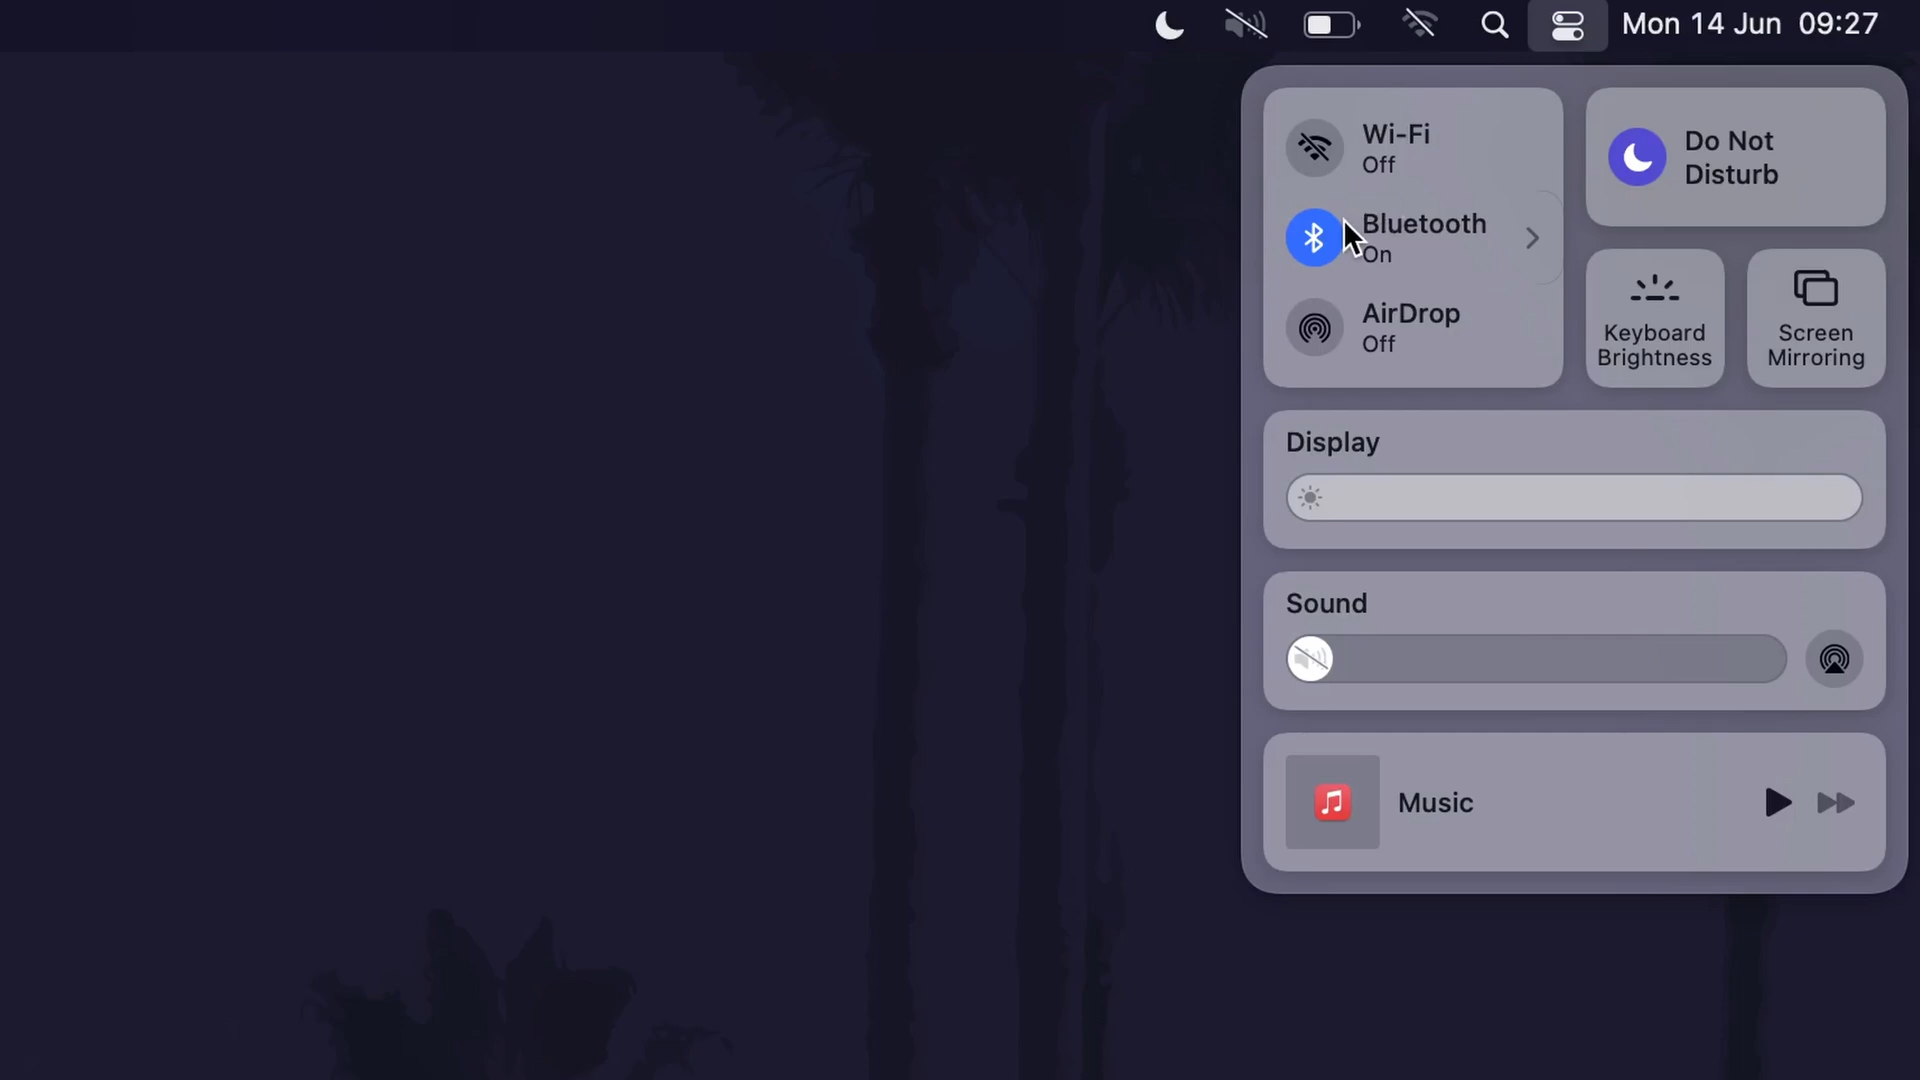 Mon 14 Jun 09:27
Wi-Fi
Off
Do Not
Disturb
Bluetooth
On
AirDrop
Off
Keyboard
Brightness
Screen
Mirroring
Display
Sound
Music